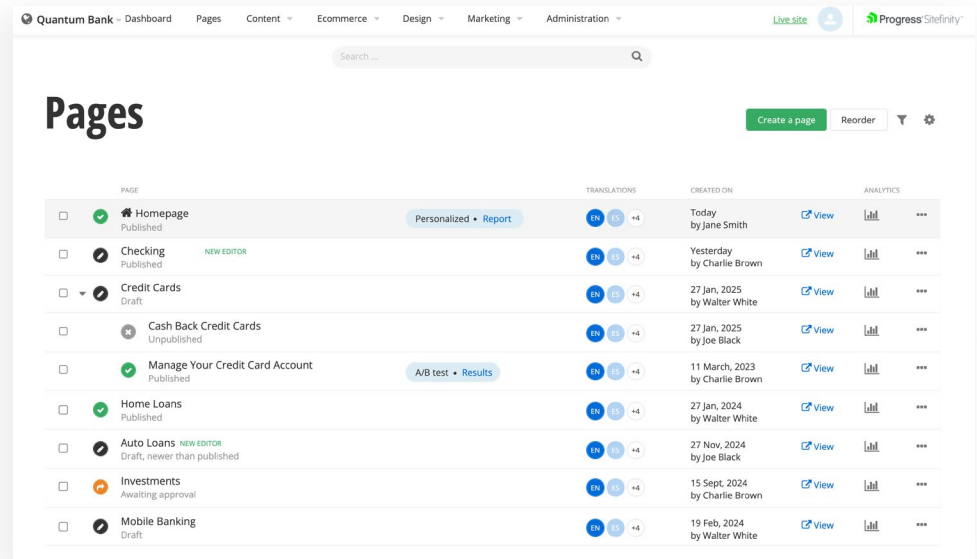 Quantum Bank Dashboard Pages Content Ecommerce Design Marketing Administration Live site Progress Sitefinity
Search ...
Pages
Create a page Reorder
PAGE TRANSLATIONS CREATED ON ANALYTICS
Homepage Personalized • Report EN ES +4 Today View
Published by Jane Smith
Checking NEW EDITOR EN ES +4 Yesterday View
Published by Charlie Brown
Credit Cards EN ES +4 27 Jan, 2025 View
Draft by Walter White
Cash Back Credit Cards EN ES +4 27 Jan, 2025 View
Unpublished by Joe Black
Manage Your Credit Card Account A/B test • Results EN ES +4 11 March, 2023 View
Published by Charlie Brown
Home Loans EN ES +4 27 Jan, 2024 View
Published by Walter White
Auto Loans NEW EDITOR EN ES +4 27 Nov, 2024 View
Draft, newer than published by Joe Black
Investments EN ES +4 15 Sept, 2024 View
Awaiting approval by Charlie Brown
Mobile Banking EN ES +4 19 Feb, 2024 View
Draft by Walter White